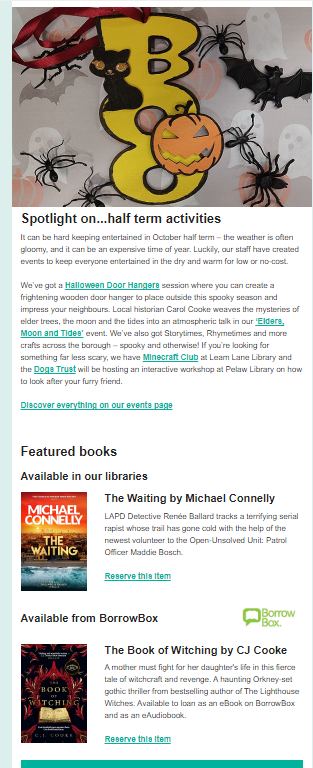 BOO
Spotlight on...half term activities
It can be hard keeping entertained in October half term – the weather is often
gloomy, and it can be an expensive time of year. Luckily, our staff have created
events to keep everyone entertained in the dry and warm for low or no-cost.
We've got a Halloween Door Hangers session where you can create a
frightening wooden door hanger to place outside this spooky season and
impress your neighbours. Local historian Carol Cooke weaves the mysteries of
elder trees, the moon and the tides into an atmospheric talk in our 'Elders,
Moon and Tides' event. We've also got Storytimes, Rhymetimes and more
crafts across the borough – spooky and otherwise! If you're looking for
something far less scary, we have Minecraft Club at Leam Lane Library and
the Dogs Trust will be hosting an interactive workshop at Pelaw Library on how
to look after your furry friend.
Discover everything on our events page
Featured books
Available in our libraries
MICHAEL
CONNELLY
THE
WAITING
The Waiting by Michael Connelly
LAPD Detective Renée Ballard tracks a terrifying serial
rapist whose trail has gone cold with the help of the
newest volunteer to the Open-Unsolved Unit: Patrol
Officer Maddie Bosch.
Reserve this item
Available from BorrowBox
Borrow
Box.
THE
BOOK
OF
WITCHING
C.J. COOKE
The Book of Witching by CJ Cooke
A mother must fight for her daughter's life in this fierce
tale of witchcraft and revenge. A haunting Orkney-set
gothic thriller from bestselling author of The Lighthouse
Witches. Available to loan as an eBook on BorrowBox
and as an eAudiobook.
Reserve this item